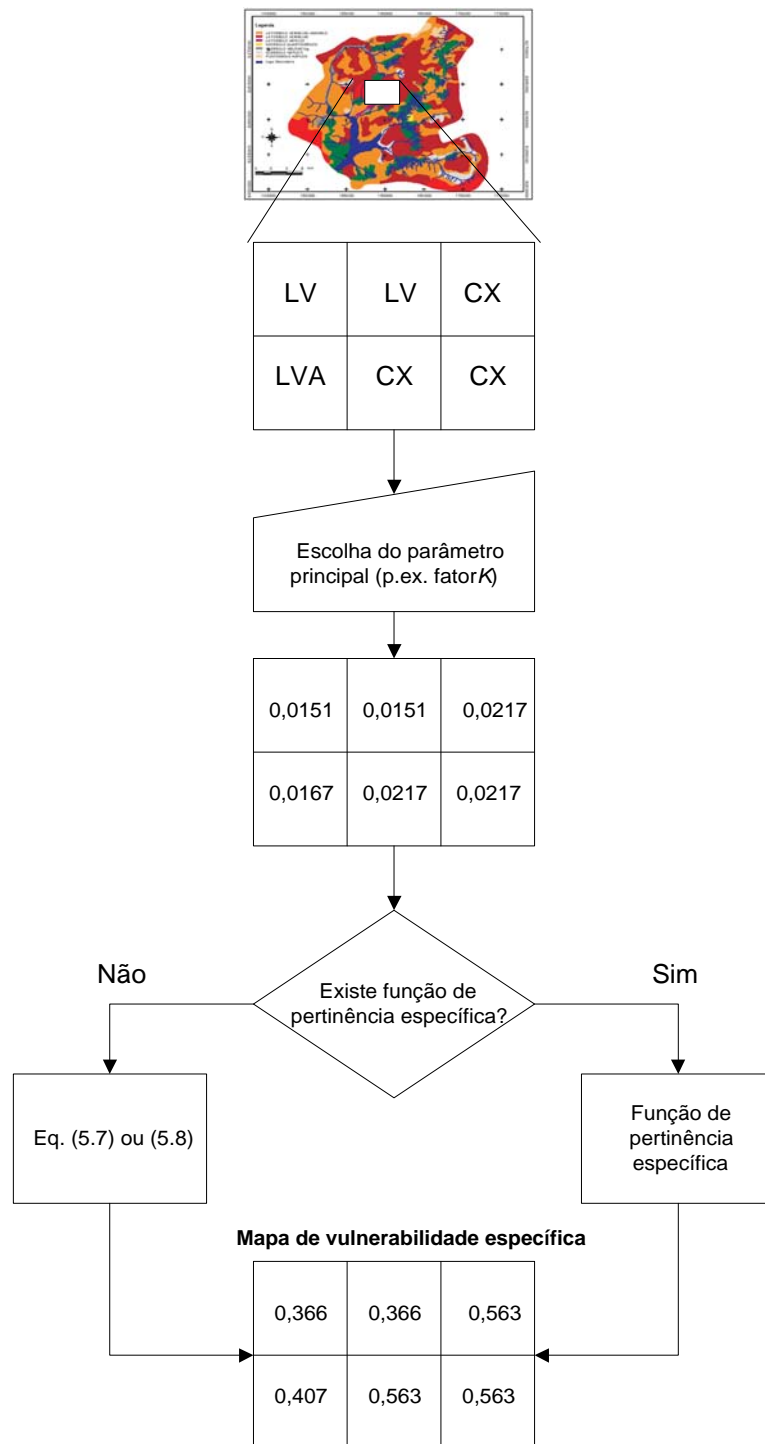 Legenda
LV LV CX
LVA CX CX
Escolha do parâmetro
principal (p.ex. fatorK)
0,0151 0,0151 0,0217
0,0167 0,0217 0,0217
Não
Sim
Existe função de
pertinência específica?
Eq. (5.7) ou (5.8)
Função de
pertinência
específica
Mapa de vulnerabilidade específica
0,366 0,366 0,563
0,407 0,563 0,563